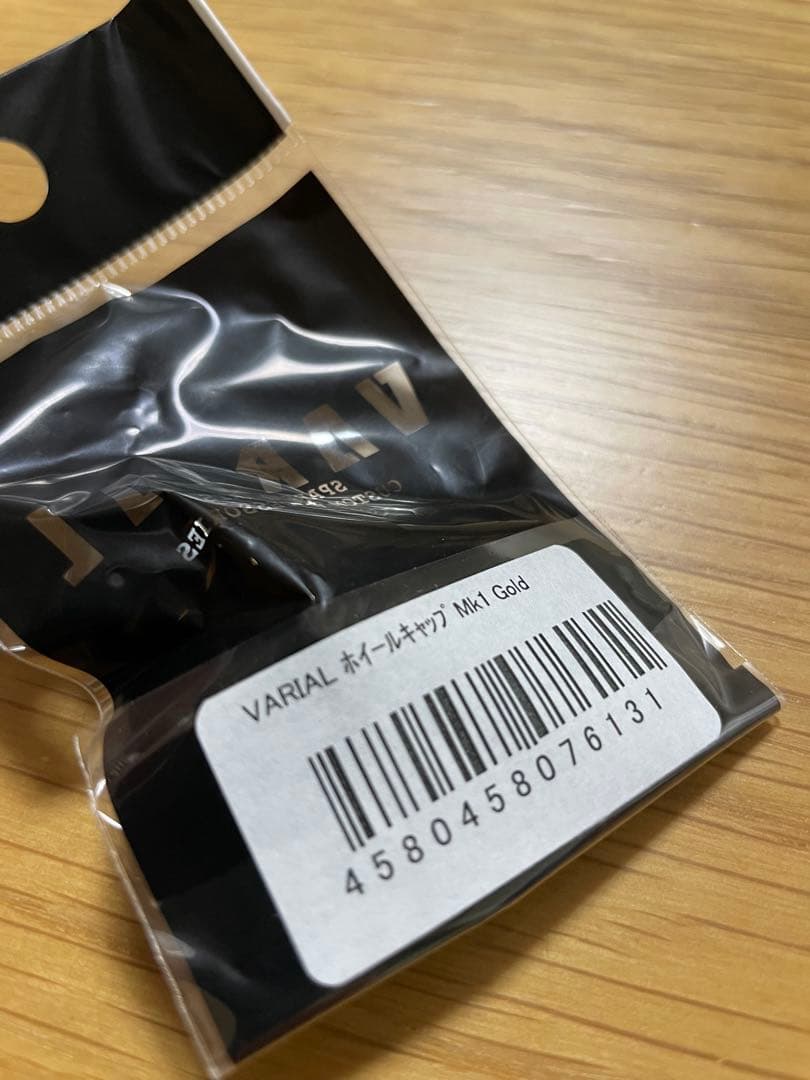 VARIAL ﾎｲｰﾙｷｬｯﾌﾟ Mk1 Gold
4580458076131